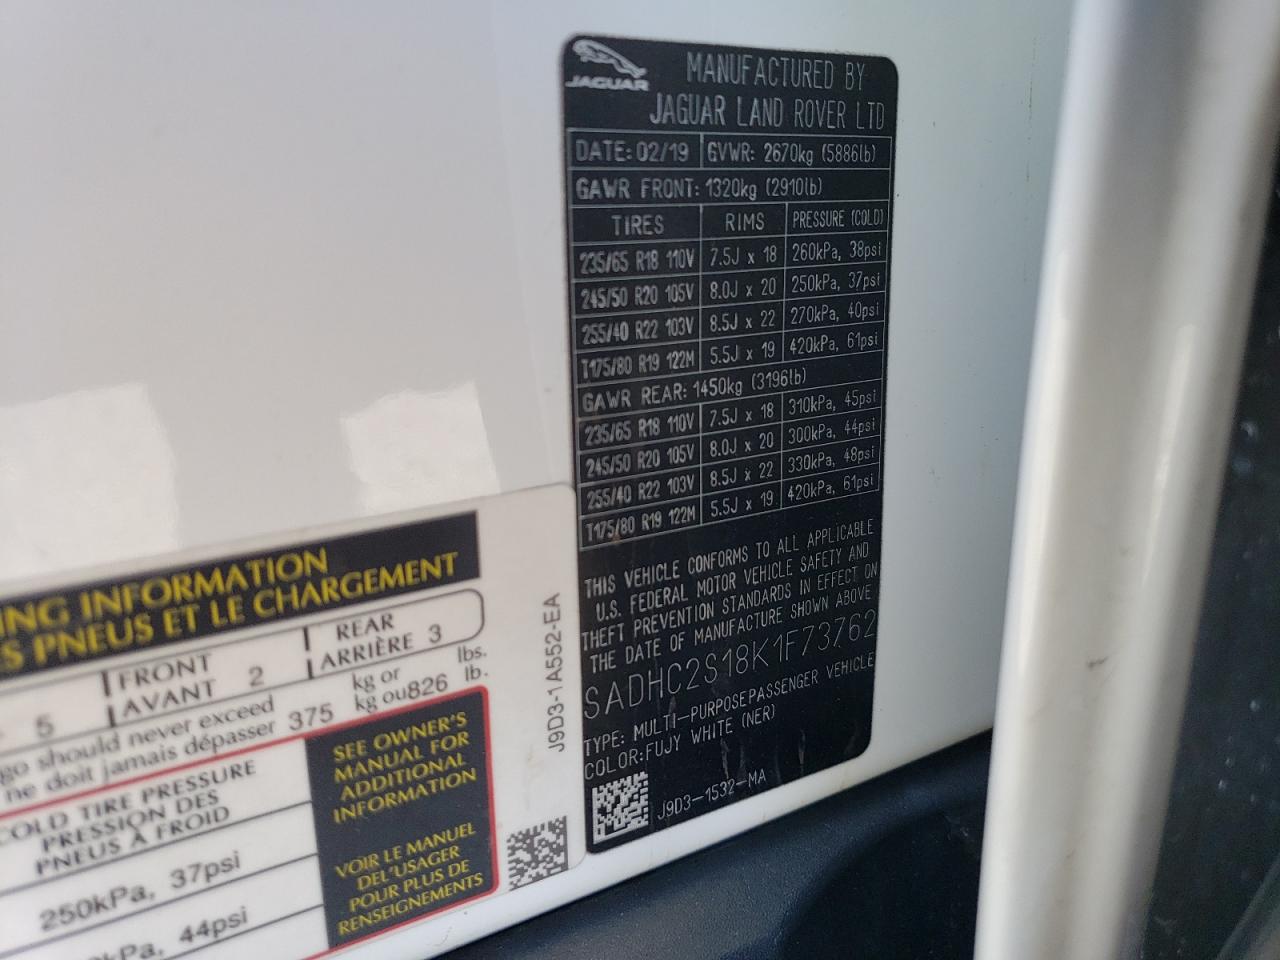 JAGUAR
MANUFACTURED BY
JAGUAR LAND ROVER LTD
DATE: 02/19 GVWR: 2670kg (5886lb)
GAWR FRONT: 1320kg (2910lb)
TIRES RIMS PRESSURE (COLD)
235/65 R18 110V 7.5J x 18 260kPa, 38psi
245/50 R20 105V 8.0J x 20 250kPa, 37psi
255/40 R22 103V 8.5J x 22 270kPa, 40psi
T175/80 R19 122M 5.5J x 19 420kPa, 61psi
GAWR REAR: 1450kg (3196lb)
235/65 R18 110V 7.5J x 18 310kPa, 45psi
245/50 R20 105V 8.0J x 20 300kPa, 44psi
255/40 R22 103V 8.5J x 22 330kPa, 48psi
T175/80 R19 122M 5.5J x 19 420kPa, 61psi
THIS VEHICLE CONFORMS TO ALL APPLICABLE
U.S. FEDERAL MOTOR VEHICLE SAFETY AND
THEFT PREVENTION STANDARDS IN EFFECT ON
THE DATE OF MANUFACTURE SHOWN ABOVE
SADHC2S18K1F73762
TYPE: MULTI-PURPOSE PASSENGER VEHICLE
COLOR: FUJY WHITE (NER)
J9D3-1532-MA
INFORMATION
PNEUS ET LE CHARGEMENT
5 FRONT AVANT 2 REAR ARRIÈRE 3
should never exceed
ne doit jamais dépasser 375 kg or kg ou 826 lbs. lb.
COLD TIRE PRESSURE
PRESSION DES
PNEUS À FROID
250kPa, 37psi
44psi
SEE OWNER'S
MANUAL FOR
ADDITIONAL
INFORMATION
VOIR LE MANUEL
DE L'USAGER
POUR PLUS DE
RENSEIGNEMENTS
J9D3-1A552-EA